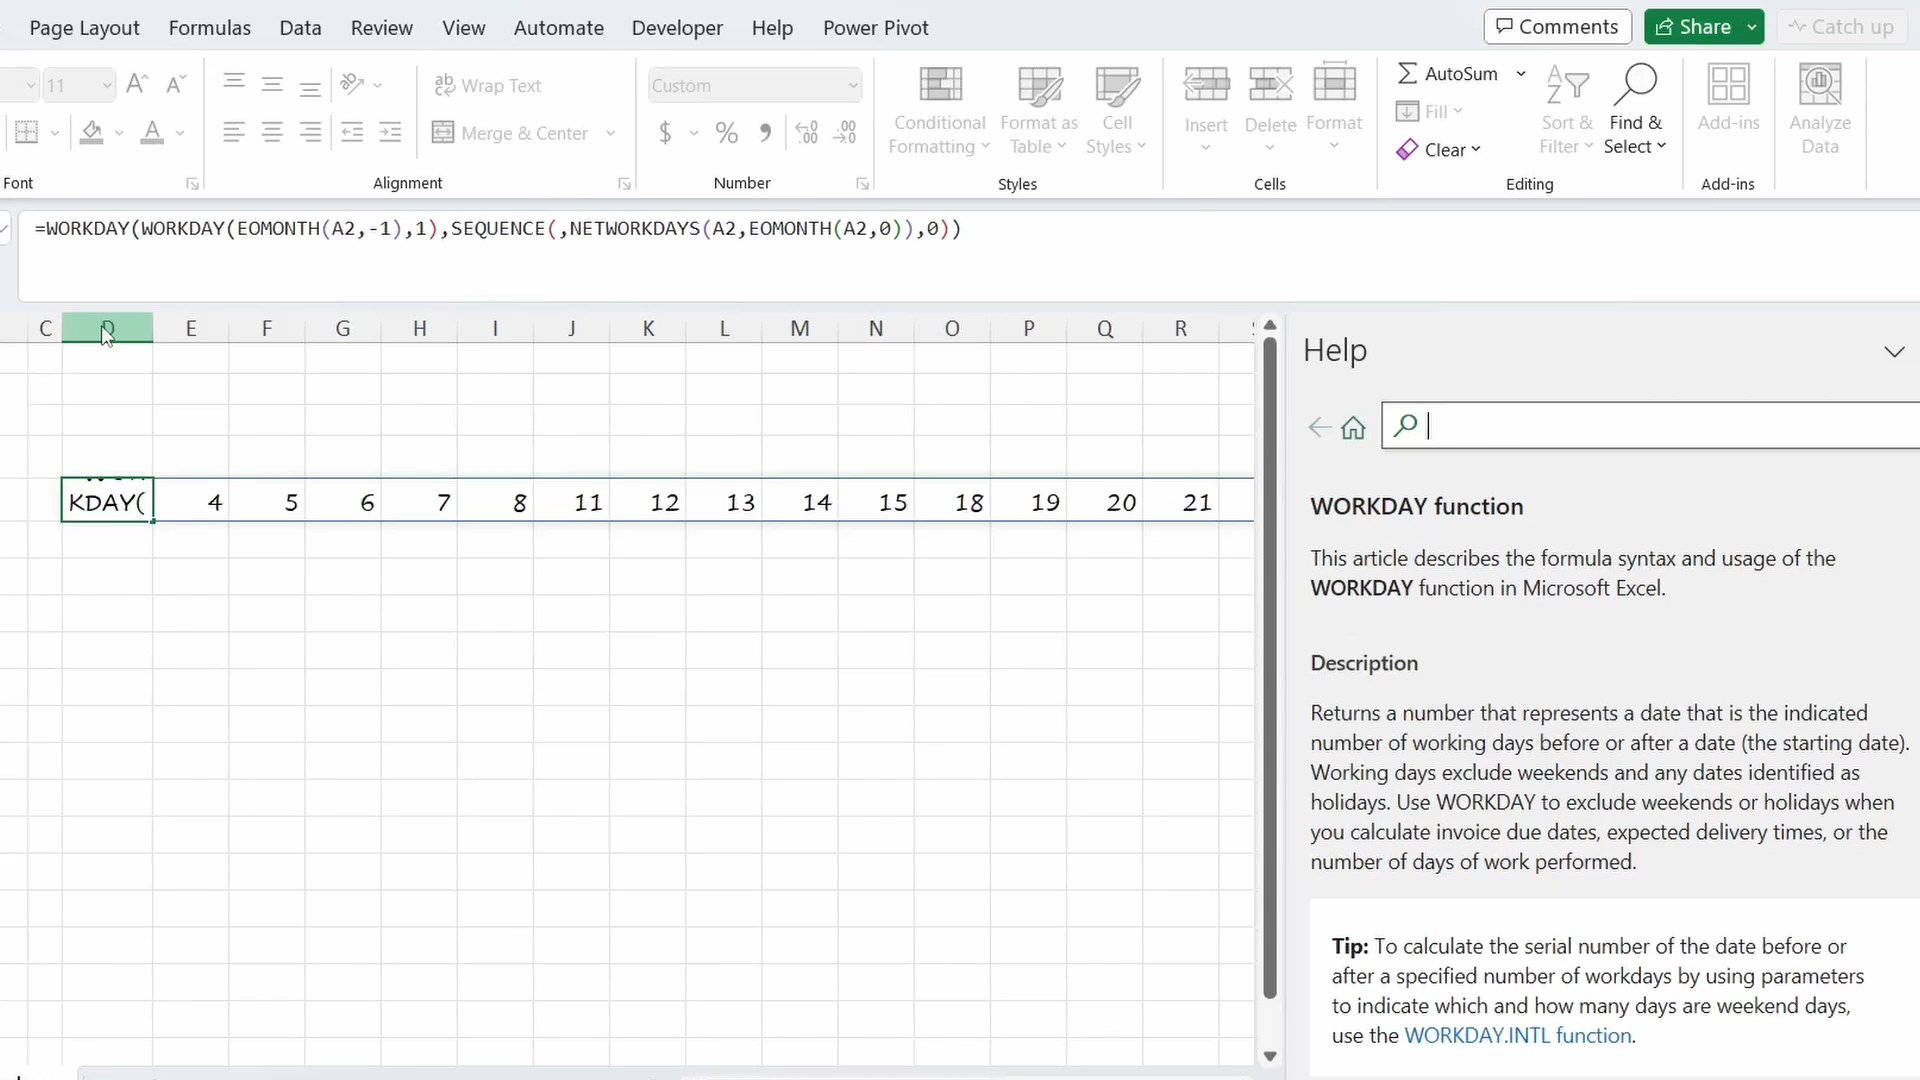 Page Layout Formulas Data Review View Automate Developer Help Power Pivot Comments Share Catch up
11 Wrap Text Custom AutoSum
Merge & Center $ % Conditional Formatting Format as Table Cell Styles Insert Delete Format Fill Clear Sort & Filter Find & Select Add-ins Analyze Data
Font Alignment Number Styles Cells Editing Add-ins
=WORKDAY(WORKDAY(EOMONTH(A2,-1),1),SEQUENCE(,NETWORKDAYS(A2,EOMONTH(A2,0)),0))
C D E F G H I J K L M N O P Q R
KDAY( 4 5 6 7 8 11 12 13 14 15 18 19 20 21
Help
WORKDAY function
This article describes the formula syntax and usage of the
WORKDAY function in Microsoft Excel.
Description
Returns a number that represents a date that is the indicated
number of working days before or after a date (the starting date).
Working days exclude weekends and any dates identified as
holidays. Use WORKDAY to exclude weekends or holidays when
you calculate invoice due dates, expected delivery times, or the
number of days of work performed.
Tip: To calculate the serial number of the date before or
after a specified number of workdays by using parameters
to indicate which and how many days are weekend days,
use the WORKDAY.INTL function.